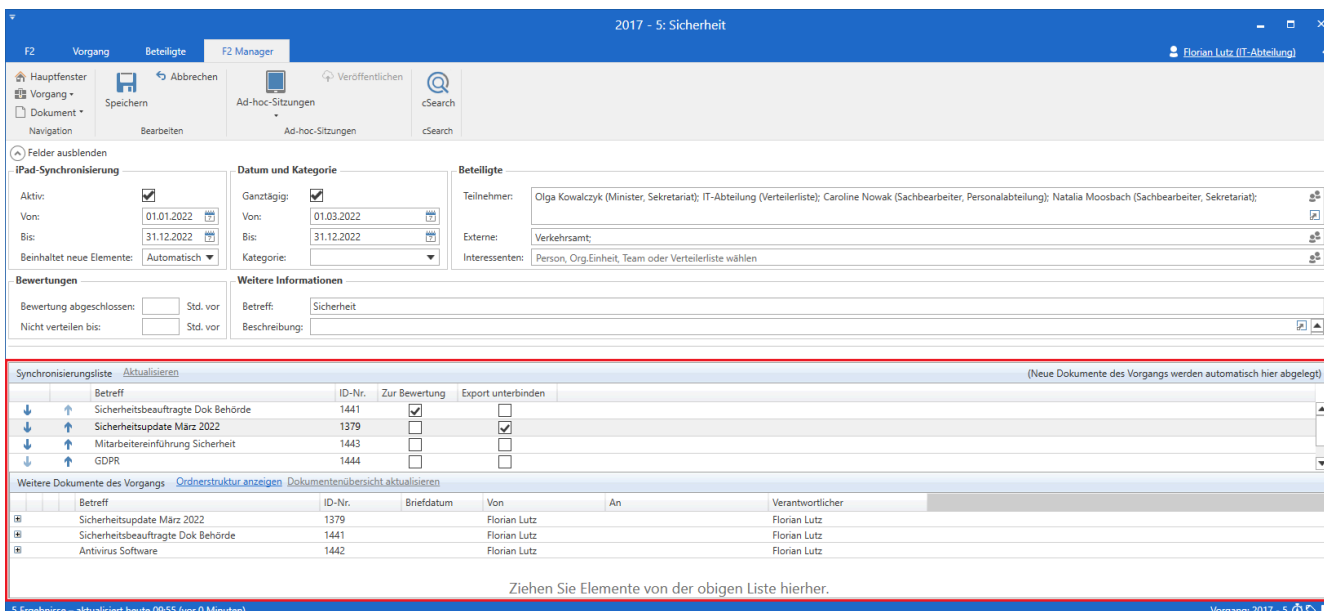 2017 - 5: Sicherheit
F2 Vorgang Beteiligte F2 Manager Florian Lutz (IT-Abteilung)
Hauptfenster Abbrechen Veröffentlichen
Vorgang
Speichern Ad-hoc-Sitzungen cSearch
Dokument
Navigation Bearbeiten Ad-hoc-Sitzungen cSearch
Felder ausblenden
iPad-Synchronisierung Datum und Kategorie Beteiligte
Aktiv: Ganztägig: Teilnehmer: Olga Kowalczyk (Minister, Sekretariat); IT-Abteilung (Verteilerliste); Caroline Nowak (Sachbearbeiter, Personalabteilung); Natalia Moosbach (Sachbearbeiter, Sekretariat);
Von: 01.01.2022 Von: 01.03.2022
Bis: 31.12.2022 Bis: 31.12.2022 Externe: Verkehrsamt;
Beinhaltet neue Elemente: Automatisch Kategorie: Interessenten: Person, Org.Einheit, Team oder Verteilerliste wählen
Bewertungen Weitere Informationen
Bewertung abgeschlossen: Std. vor Betreff: Sicherheit
Nicht verteilen bis: Std. vor Beschreibung:
Synchronisierungsliste Aktualisieren (Neue Dokumente des Vorgangs werden automatisch hier abgelegt)
Betreff ID-Nr. Zur Bewertung Export unterbinden
Sicherheitsbeauftragte Dok Behörde 1441
Sicherheitsupdate März 2022 1379
Mitarbeitereinführung Sicherheit 1443
GDPR 1444
Weitere Dokumente des Vorgangs Ordnerstruktur anzeigen Dokumentenübersicht aktualisieren
Betreff ID-Nr. Briefdatum Von An Verantwortlicher
Sicherheitsupdate März 2022 1379 Florian Lutz Florian Lutz
Sicherheitsbeauftragte Dok Behörde 1441 Florian Lutz Florian Lutz
Antivirus Software 1442 Florian Lutz Florian Lutz
Ziehen Sie Elemente von der obigen Liste hierher.
5 Ergebnisse – aktualisiert heute 09:55 (vor 0 Minuten) Vorgang: 2017 - 5